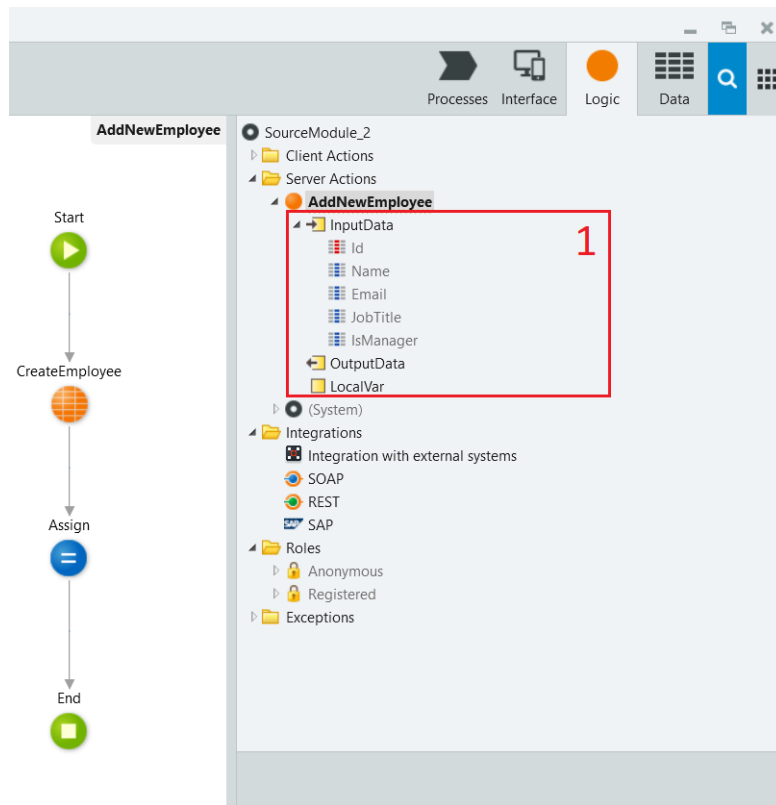 Processes Interface Logic Data
AddNewEmployee
Start
CreateEmployee
Assign
End
SourceModule_2
Client Actions
Server Actions
AddNewEmployee
InputData
1
Id
Name
Email
JobTitle
IsManager
OutputData
LocalVar
(System)
Integrations
Integration with external systems
SOAP
REST
SAP SAP
Roles
Anonymous
Registered
Exceptions